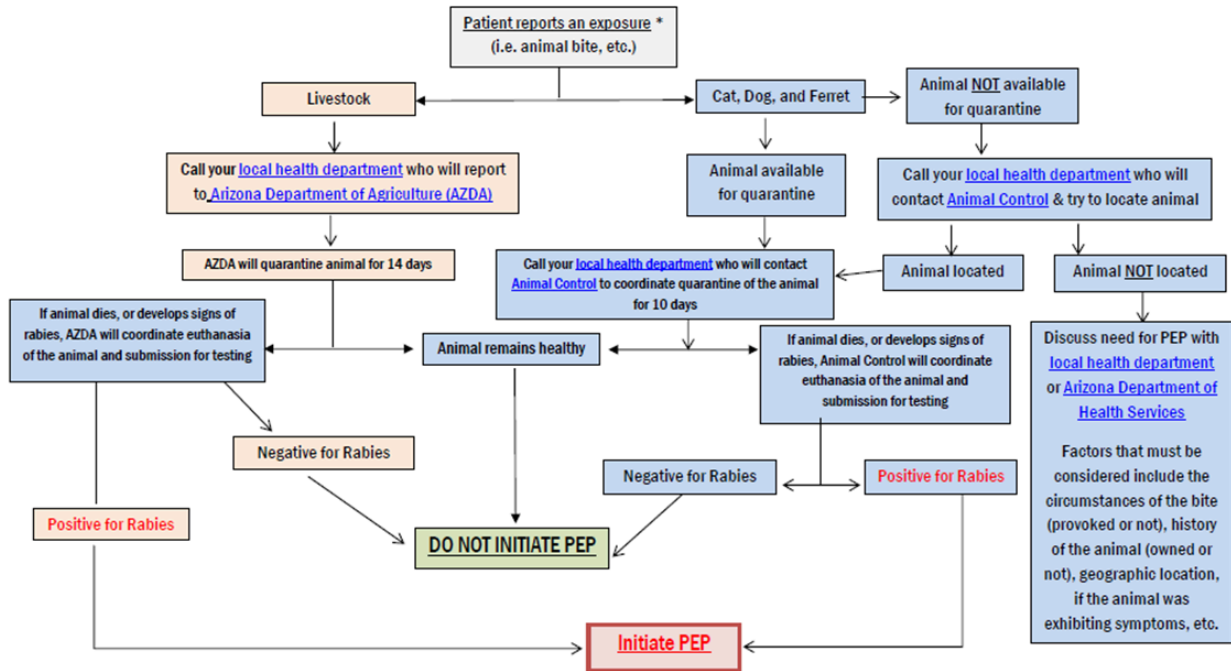 Patient reports an exposure *
(i.e. animal bite, etc.)
Livestock
Cat, Dog, and Ferret
Animal NOT available
for quarantine
Call your local health department who will report
to Arizona Department of Agriculture (AZDA)
Animal available
for quarantine
Call your local health department who will
contact Animal Control & try to locate animal
AZDA will quarantine animal for 14 days
Call your local health department who will contact
Animal Control to coordinate quarantine of the animal
for 10 days
Animal located
Animal NOT located
If animal dies, or develops signs of
rabies, AZDA will coordinate euthanasia
of the animal and submission for testing
Animal remains healthy
If animal dies, or develops signs of
rabies, Animal Control will coordinate
euthanasia of the animal and
submission for testing
Discuss need for PEP with
local health department
or Arizona Department of
Health Services
Factors that must be
considered include the
circumstances of the bite
(provoked or not), history
of the animal (owned or
not), geographic location,
if the animal was
exhibiting symptoms, etc.
Negative for Rabies
Negative for Rabies
Positive for Rabies
Positive for Rabies
DO NOT INITIATE PEP
Initiate PEP